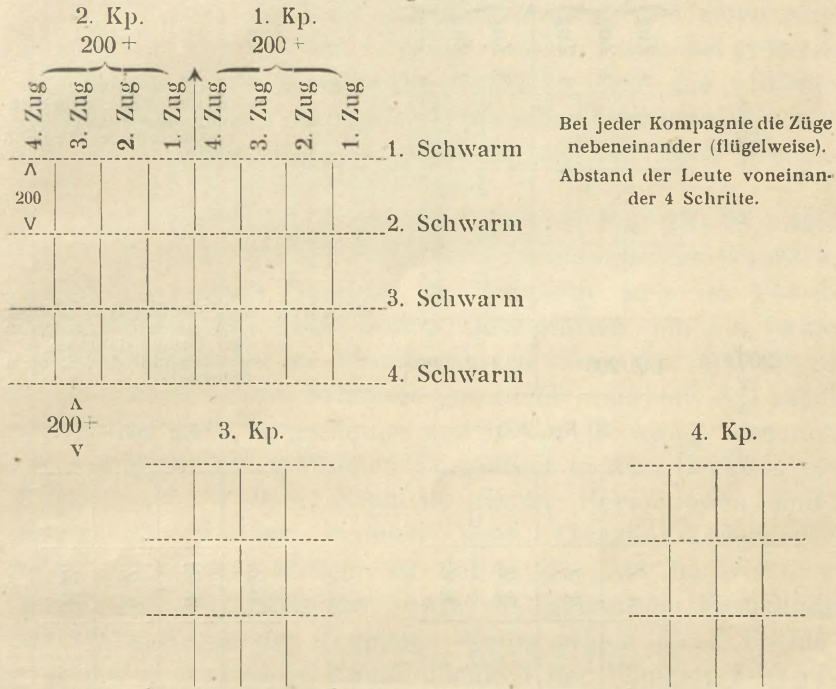 2. Kp. 1. Kp.
200+ 200+
4. Zug 3. Zug 2. Zug 1. Zug 4. Zug 3. Zug 2. Zug 1. Zug
1. Schwarm
200
2. Schwarm
3. Schwarm
4. Schwarm
Bei jeder Kompagnie die Züge
nebeneinander (flügelweise).
Abstand der Leute voneinan-
der 4 Schritte.
200+
3. Kp. 4. Kp.